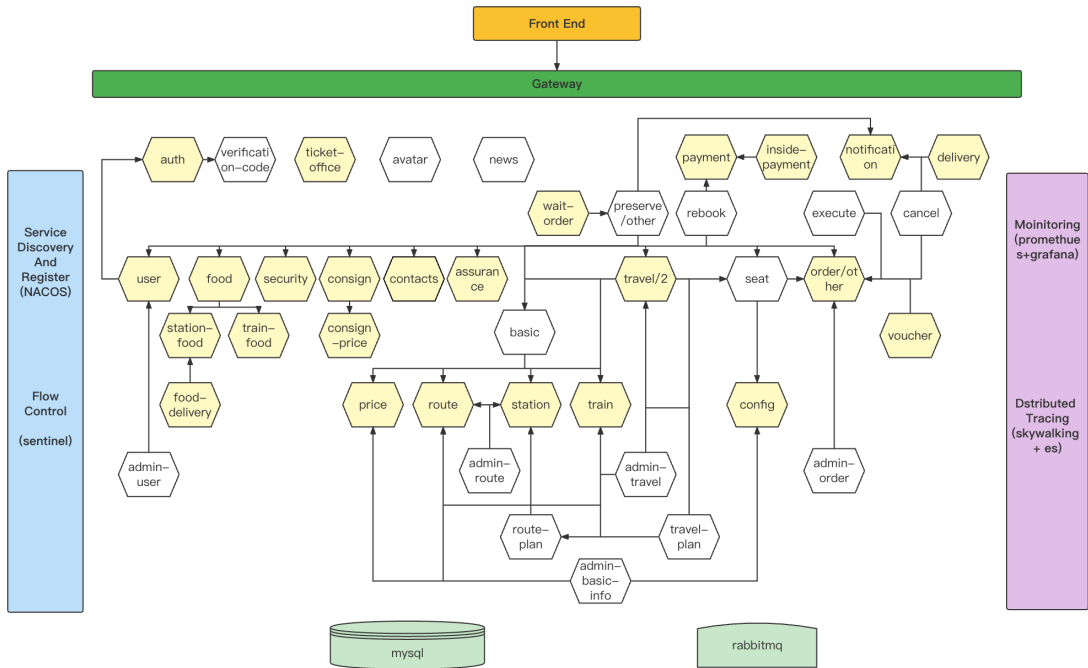 Front End
Gateway
auth
verificati
on-code
ticket-
office
avatar
news
payment
inside-
payment
notificati
on
delivery
Service
Discovery
And
Register
(NACOS)
Flow
Control
(sentinel)
wait-
order
preserve
/other
rebook
execute
cancel
Moinitoring
(promethue
s+grafana)
Dstributed
Tracing
(skywalking
+ es)
user
food
security
consign
contacts
assura
nce
travel/2
seat
order/ot
her
station-
food
train-
food
consign
-price
basic
voucher
food-
delivery
price
route
station
train
config
admin-
user
admin-
route
admin-
travel
admin-
order
route-
plan
travel-
plan
admin-
basic-
info
mysql
rabbitmq